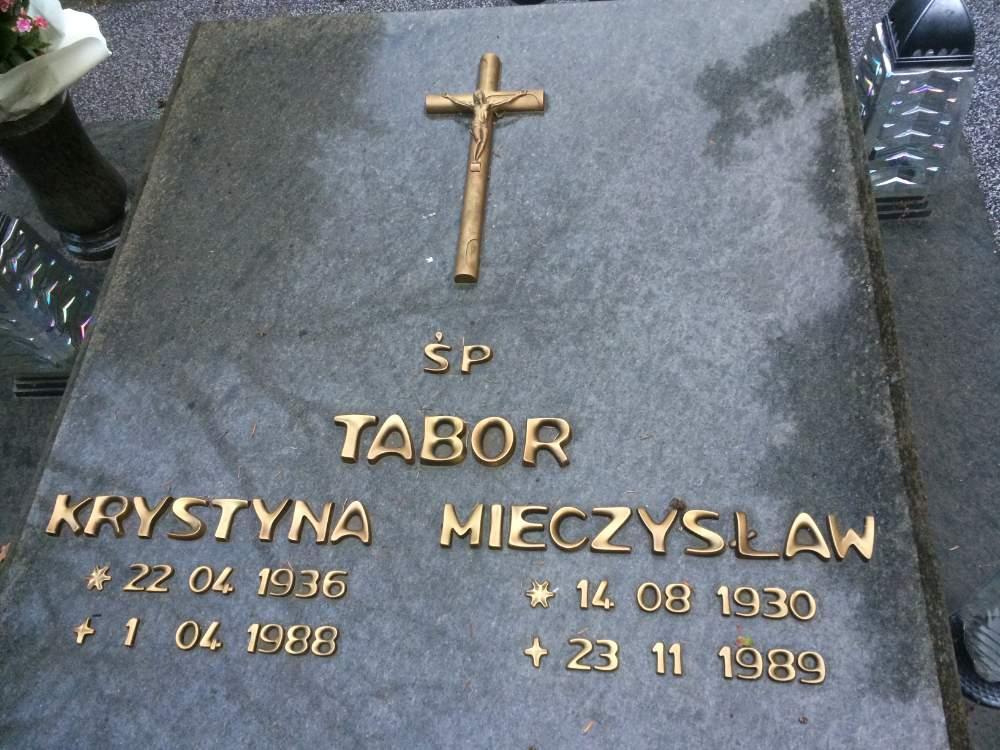 ŚP
TABOR
KRYSTYNA MIECZYSŁAW
22 04 1936 14 08 1930
1 04 1988 23 11 1989